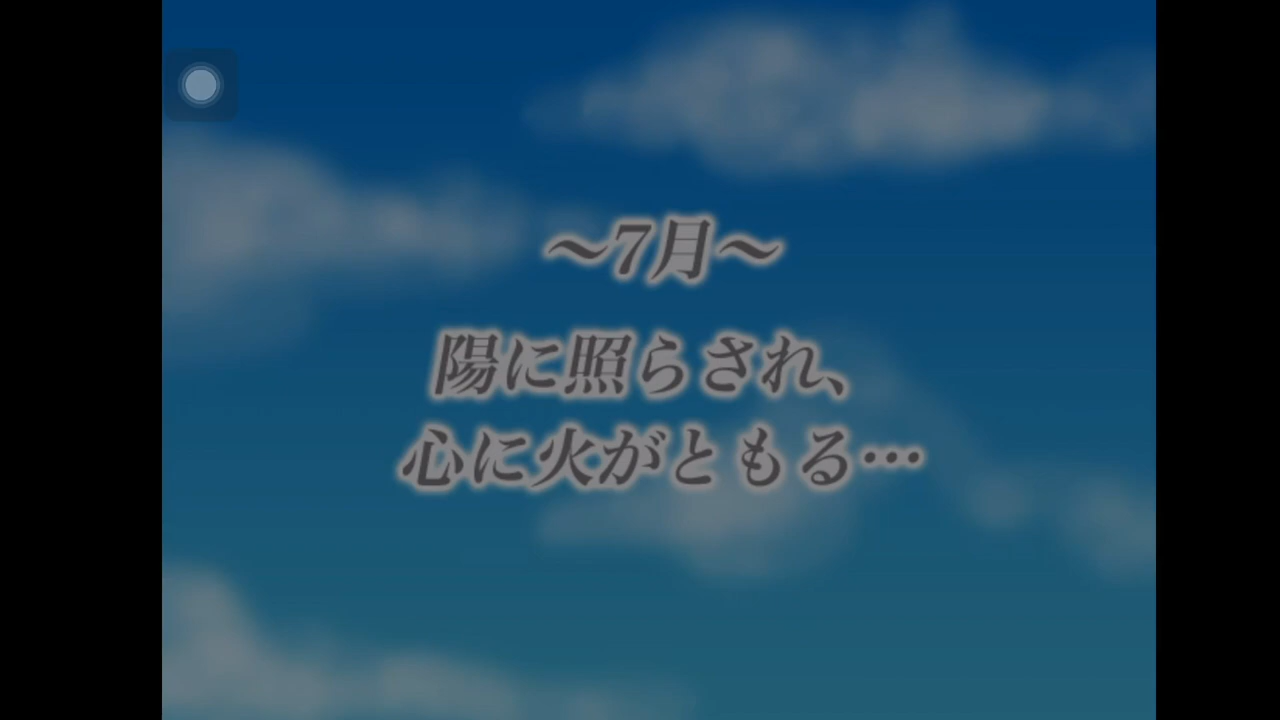 ～7月～
陽に照らされ、
心に火がともる…